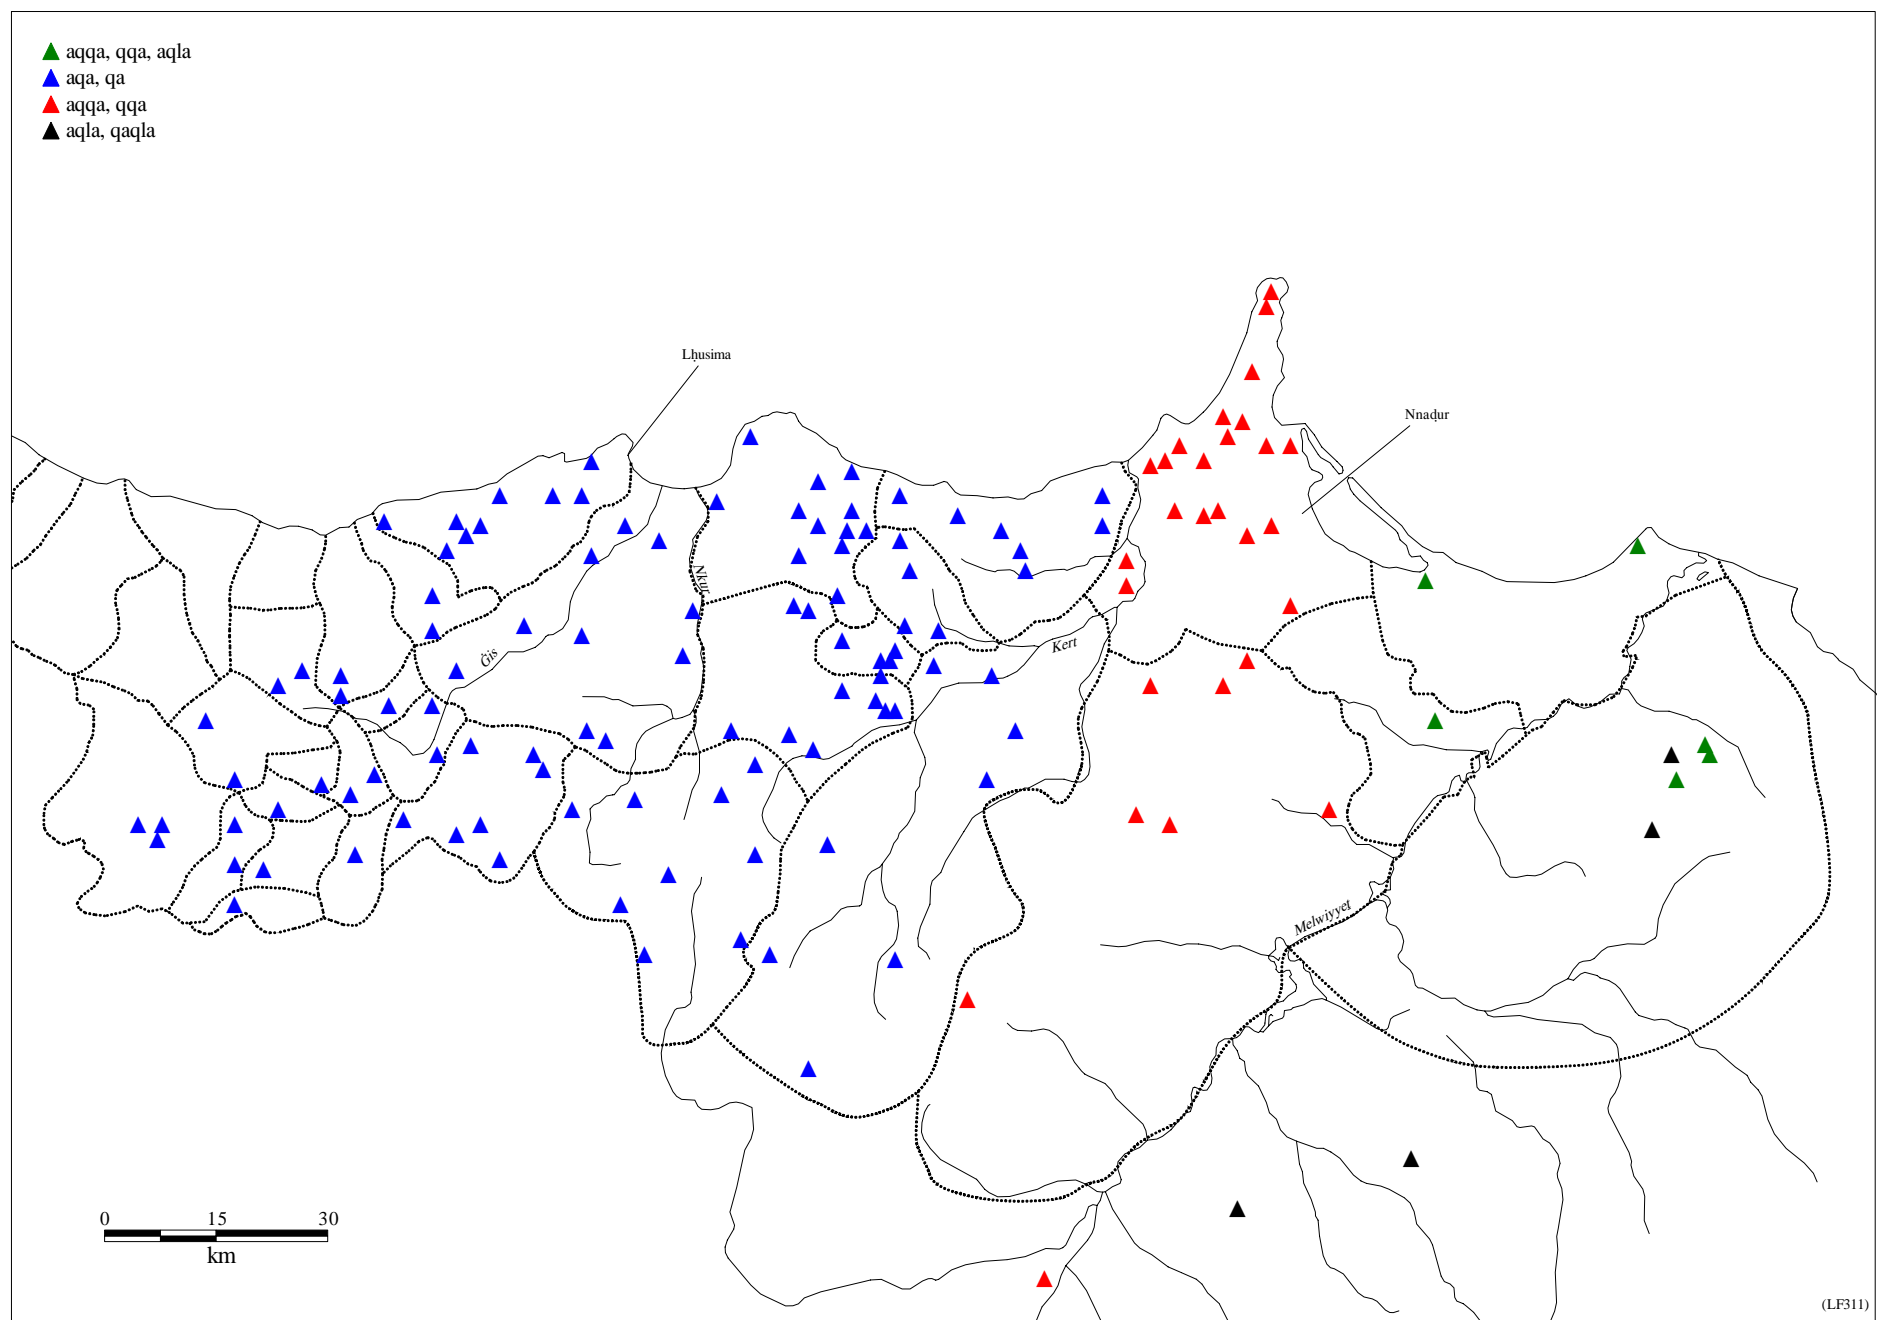 aqqa, qqa, aqla
aqa, qa
aqqa, qqa
aqla, qaqla
Lḥusima
Nnaḍur
Nkur
Kert
Ġis
Melwiyyet
0 15 30
km
(LF311)